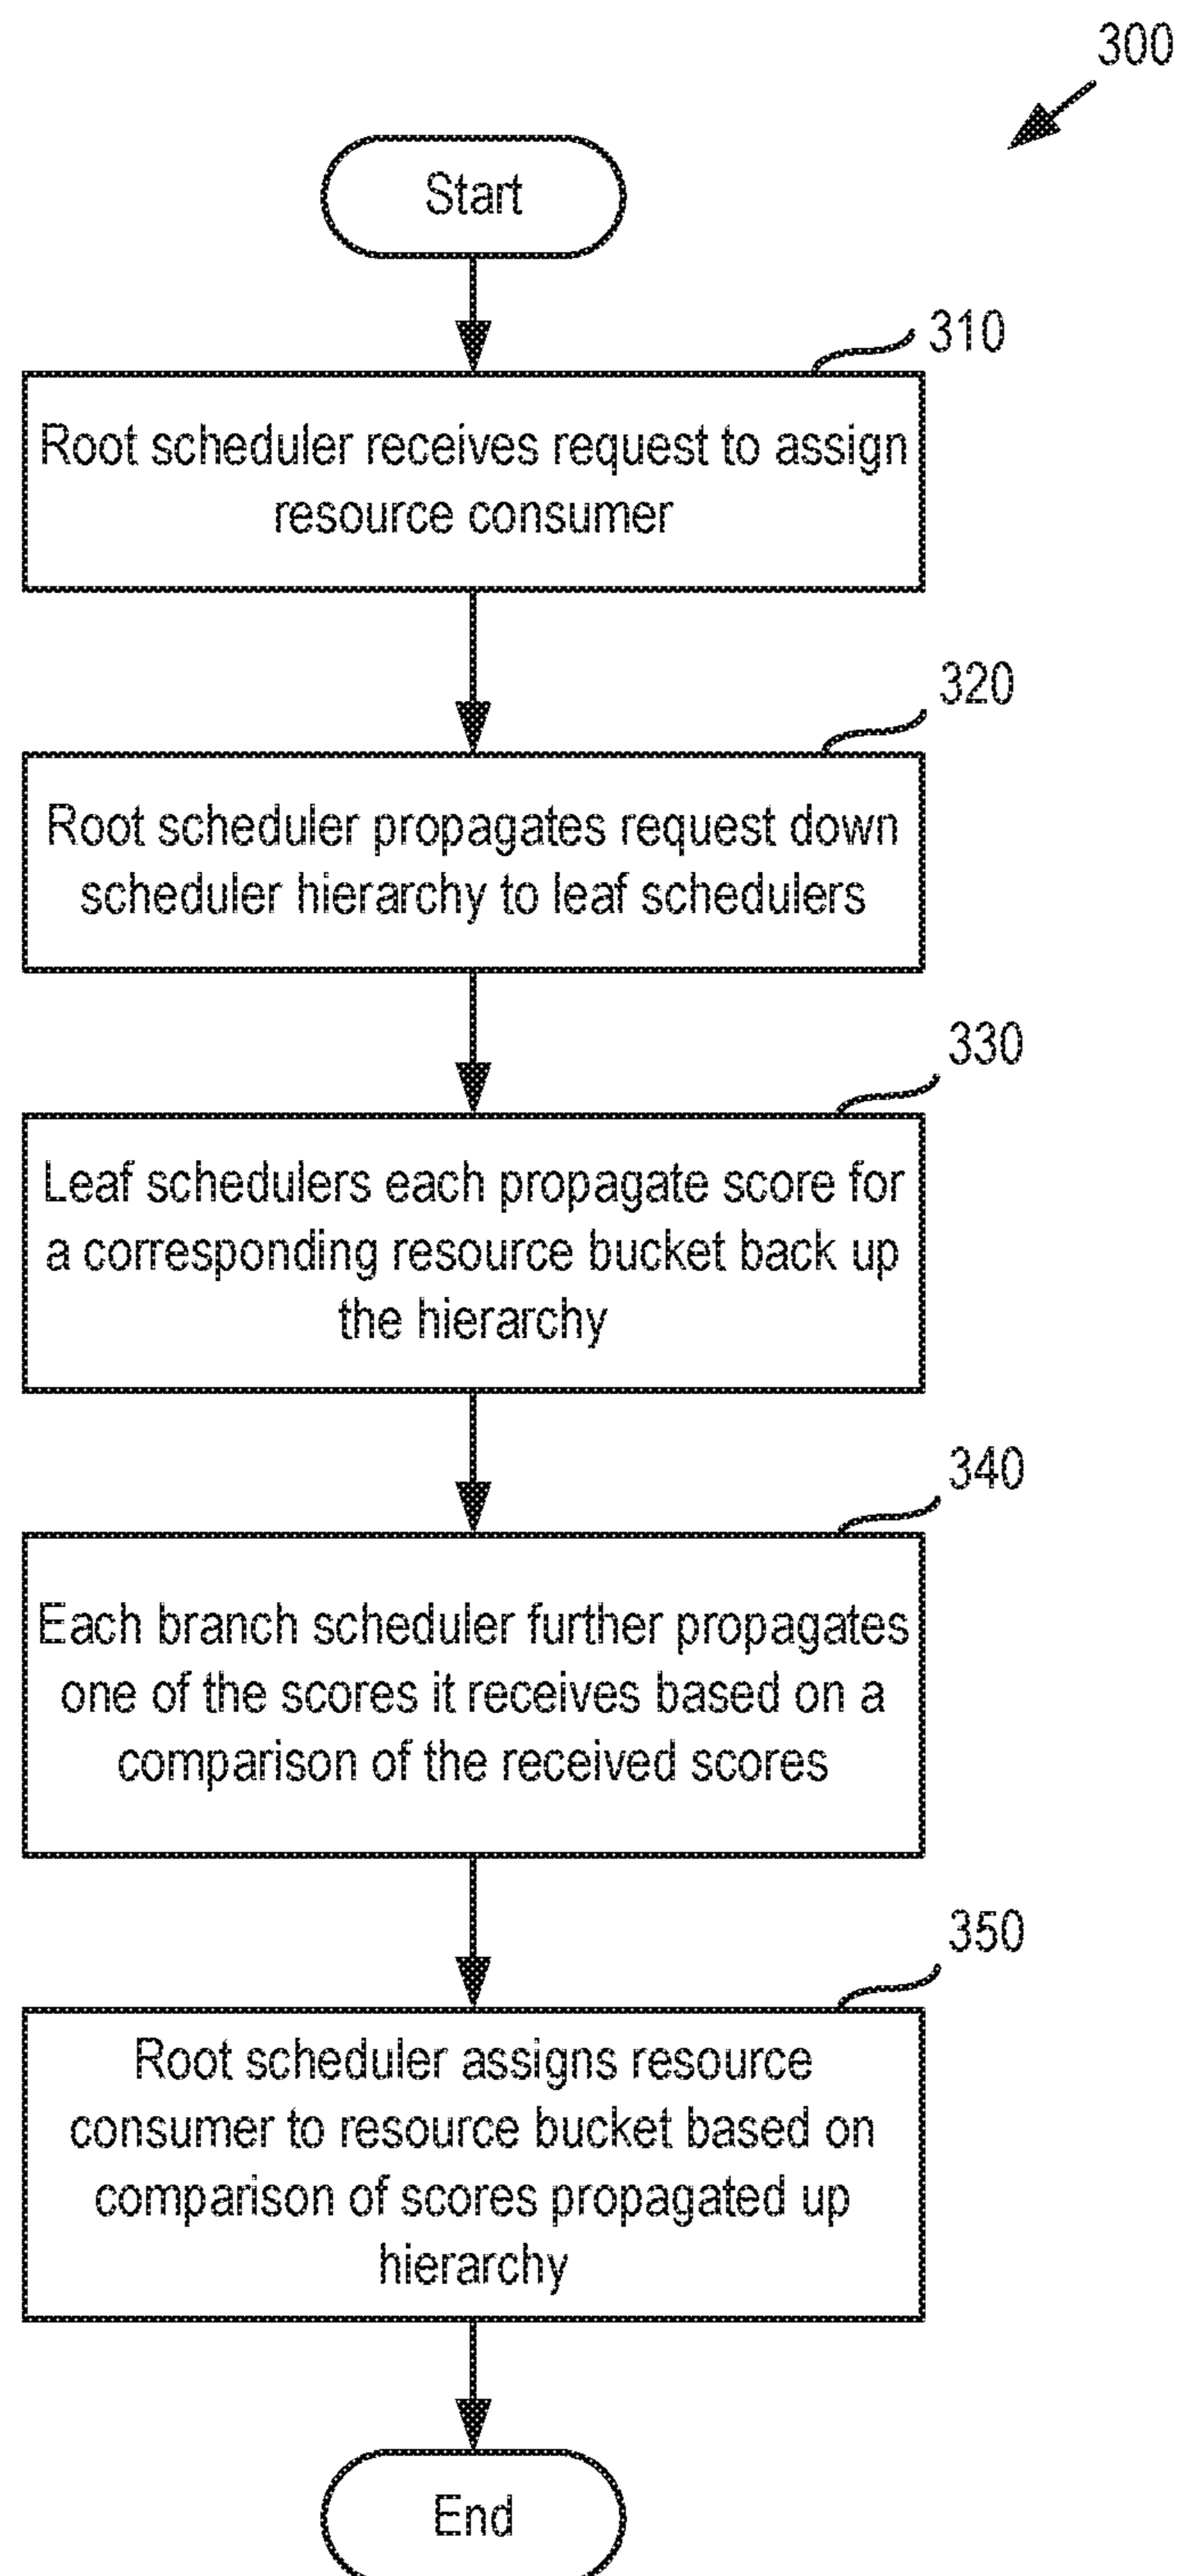 300
Start
310
Root scheduler receives request to assign
resource consumer
320
Root scheduler propagates request down
scheduler hierarchy to leaf schedulers
330
Leaf schedulers each propagate score for
a corresponding resource bucket back up
the hierarchy
340
Each branch scheduler further propagates
one of the scores it receives based on a
comparison of the received scores
350
Root scheduler assigns resource
consumer to resource bucket based on
comparison of scores propagated up
hierarchy
End